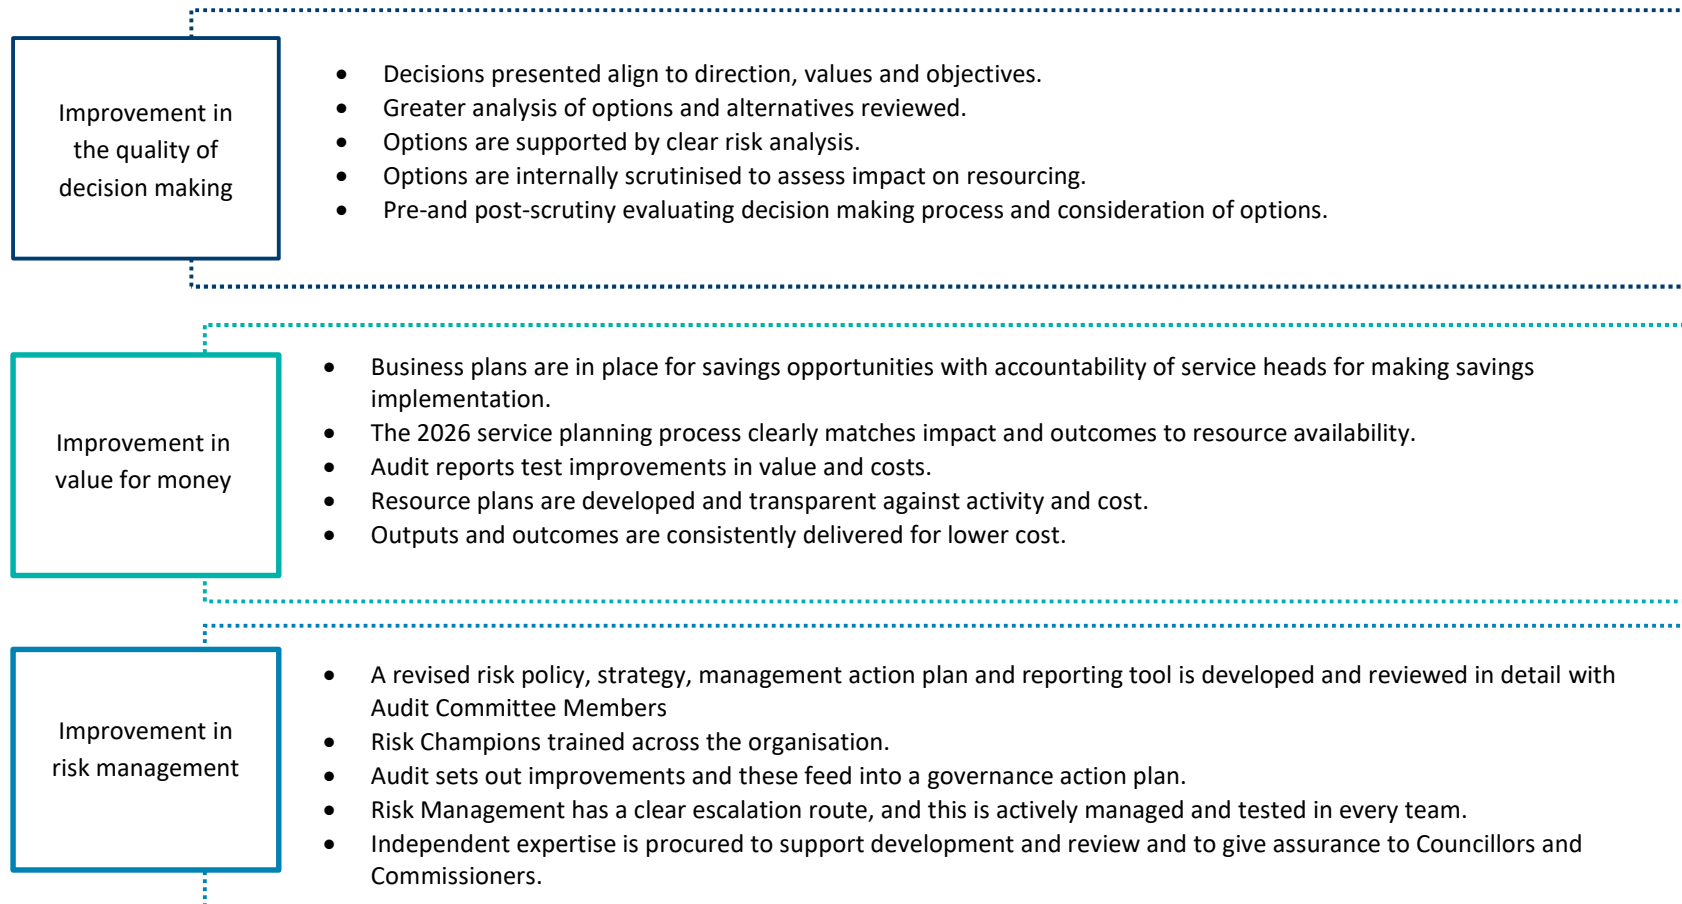 Improvement in
the quality of
decision making
• Decisions presented align to direction, values and objectives.
• Greater analysis of options and alternatives reviewed.
• Options are supported by clear risk analysis.
• Options are internally scrutinised to assess impact on resourcing.
• Pre-and post-scrutiny evaluating decision making process and consideration of options.
Improvement in
value for money
• Business plans are in place for savings opportunities with accountability of service heads for making savings
implementation.
• The 2026 service planning process clearly matches impact and outcomes to resource availability.
• Audit reports test improvements in value and costs.
• Resource plans are developed and transparent against activity and cost.
• Outputs and outcomes are consistently delivered for lower cost.
Improvement in
risk management
• A revised risk policy, strategy, management action plan and reporting tool is developed and reviewed in detail with
Audit Committee Members
• Risk Champions trained across the organisation.
• Audit sets out improvements and these feed into a governance action plan.
• Risk Management has a clear escalation route, and this is actively managed and tested in every team.
• Independent expertise is procured to support development and review and to give assurance to Councillors and
Commissioners.